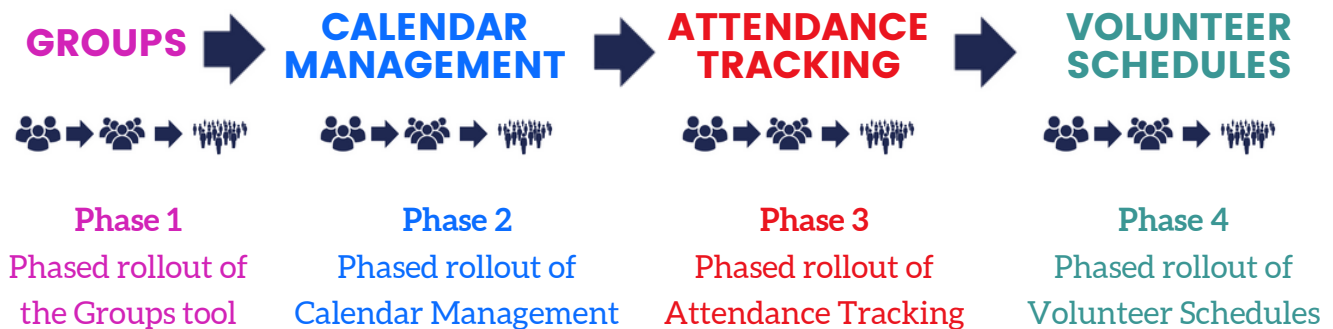 GROUPS
CALENDAR
MANAGEMENT
ATTENDANCE
TRACKING
VOLUNTEER
SCHEDULES
Phase 1
Phased rollout of
the Groups tool
Phase 2
Phased rollout of
Calendar Management
Phase 3
Phased rollout of
Attendance Tracking
Phase 4
Phased rollout of
Volunteer Schedules